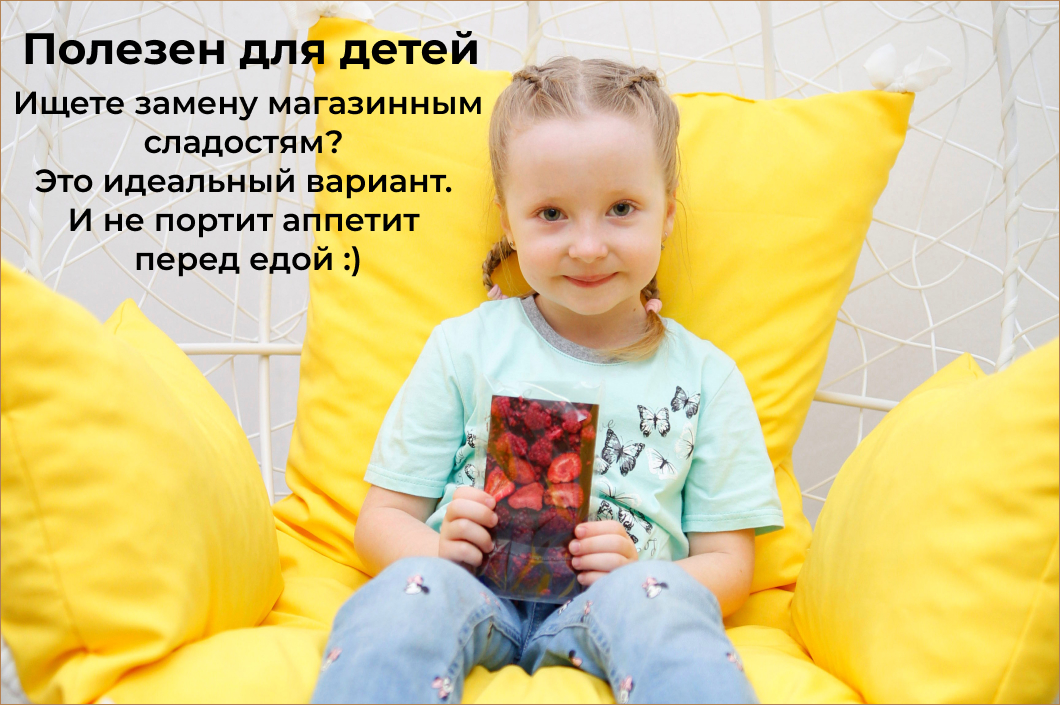 Полезен для детей
Ищете замену магазинным
сладостям?
Это идеальный вариант.
И не портит аппетит
перед едой :)